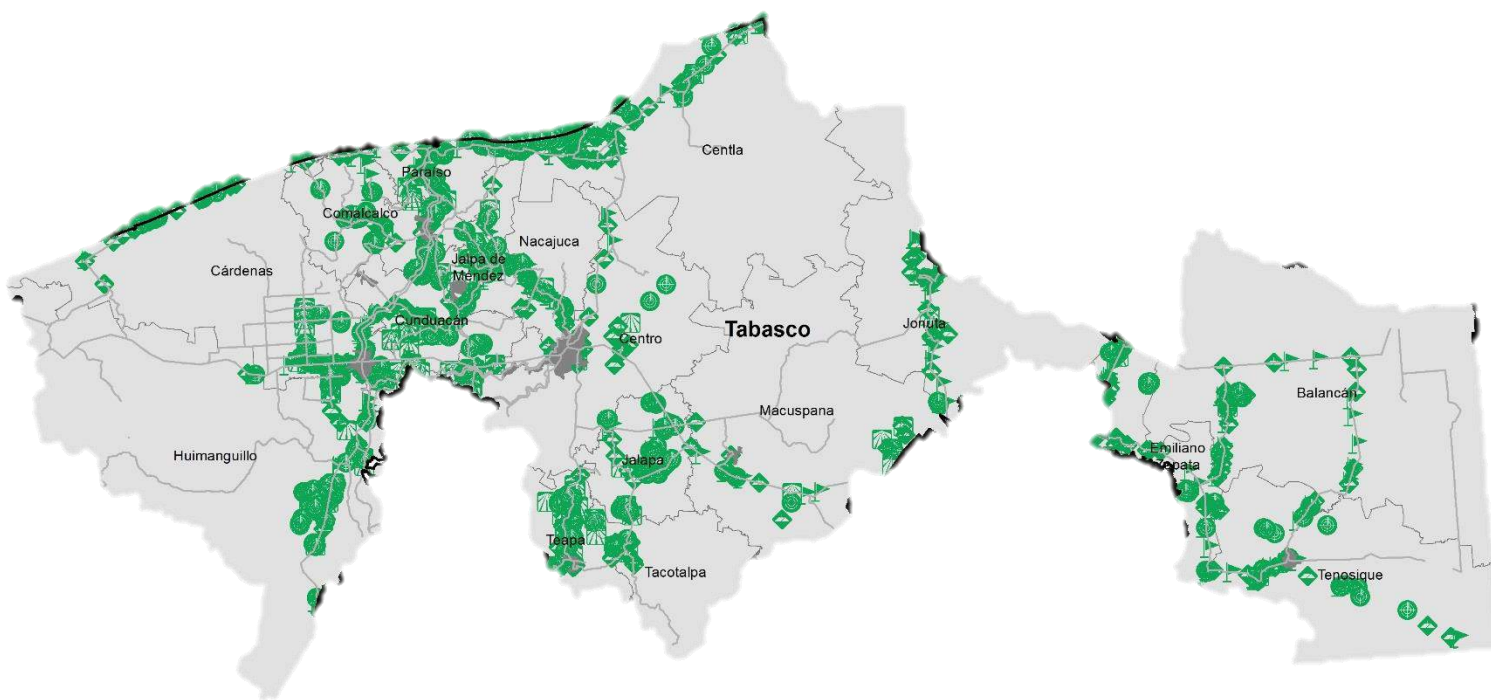 Centla
Paraíso
Comalcalco
Nacajuca
Jalpa de
Méndez
Cárdenas
Cunduacán
Tabasco
Centro
Jonuta
Macuspana
Balancán
Huimanguillo
Jalapa
Emiliano
Zapata
Teapa
Tacotalpa
Tenosique